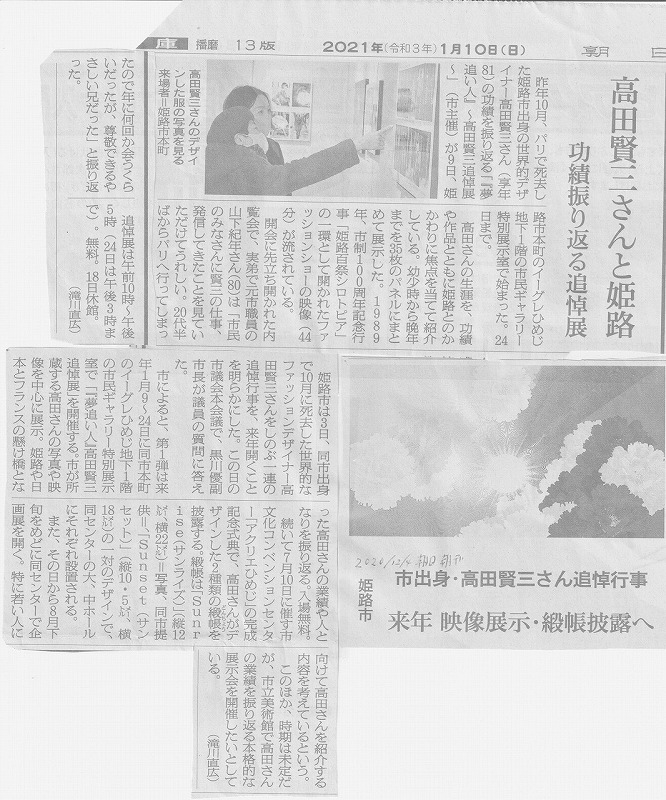 庫 播磨 13版 2021年(令和3年)1月10日(日) 朝 日
高田賢三さんと姫路
功績振り返る追悼展
昨年10月、パリで死去し
た姫路市出身の世界的デザ
イナー高田賢三さん(享年
81)の功績を振り返る「『夢
追い人』~高田賢三追悼展
~」(市主催)が9日、姫
路市本町のイーグレひめじ
地下1階の市民ギャラリー
特別展示室で始まった。24
日まで。
高田さんの生涯を、功績
や作品とともに姫路とのか
かわりに焦点を当てて紹介
している。幼少時から晩年
までを35枚のパネルにまと
めて展示した。1989
年、市制100周年記念行
事「姫路百祭シロトピア」
の一環として開かれたファ
ッションショーの映像(44
分)が流されている。
開会に先立ち開かれた内
覧会で、実弟で元市職員の
山下紀年さん(80)は「市民
のみなさんに賢三の仕事、
発信してきたことを見てい
ただけてうれしい。20代半
ばからパリへ行ってしまっ
たので年に何回か会うくら
いだったが、尊敬できるや
さしい兄だった」と振り返
った。
追悼展は午前10時~午後
5時(24日は午後3時ま
で)。無料。18日休館。
(滝川直広)
高田賢三さんのデザイ
ンした服の写真を見る
来場者=姫路市本町
2020/12/4 朝日朝刊
姫路市
市出身・高田賢三さん追悼行事
来年 映像展示・緞帳披露へ
姫路市は3日、同市出身
で10月に死去した世界的な
ファッションデザイナー高
田賢三さんをしのぶ一連の
追悼行事を、来年開くこと
を明らかにした。この日の
市議会本会議で、黒川優副
市長が議員の質問に答え
た。
市によると、第1弾は来
年1月9~24日に同市本町
のイーグレひめじ地下1階
の市民ギャラリー特別展示
室で「『夢追い人』高田賢三
追悼展」を開催する。市が所
蔵する高田さんの写真や映
像を中心に展示。姫路や日
本とフランスの懸け橋とな
った高田さんの業績や人と
なりを振り返る。入場無料。
続いて7月10日に催す市
文化コンベンションセンタ
ー「アクリエひめじ」の完成
記念式典で、高田さんがデ
ザインした2種類の緞帳を
披露する。緞帳は「Sunr
ise(サンライズ)」(縦12
㍍、横22㍍)=写真、同市提
供=、「Sunset(サン
セット)」(縦10・5㍍、横
18㍍)の一対のデザインで、
同センターの大、中ホール
にそれぞれ設置される。
また、その日から8月下
旬をめどに同センターで企
画展を開く。特に若い人に
向けて高田さんを紹介する
内容を考えているという。
このほか、時期は未定だ
が、市立美術館で高田さん
の業績を振り返る本格的な
展示会を開催したいとして
いる。
(滝川直広)